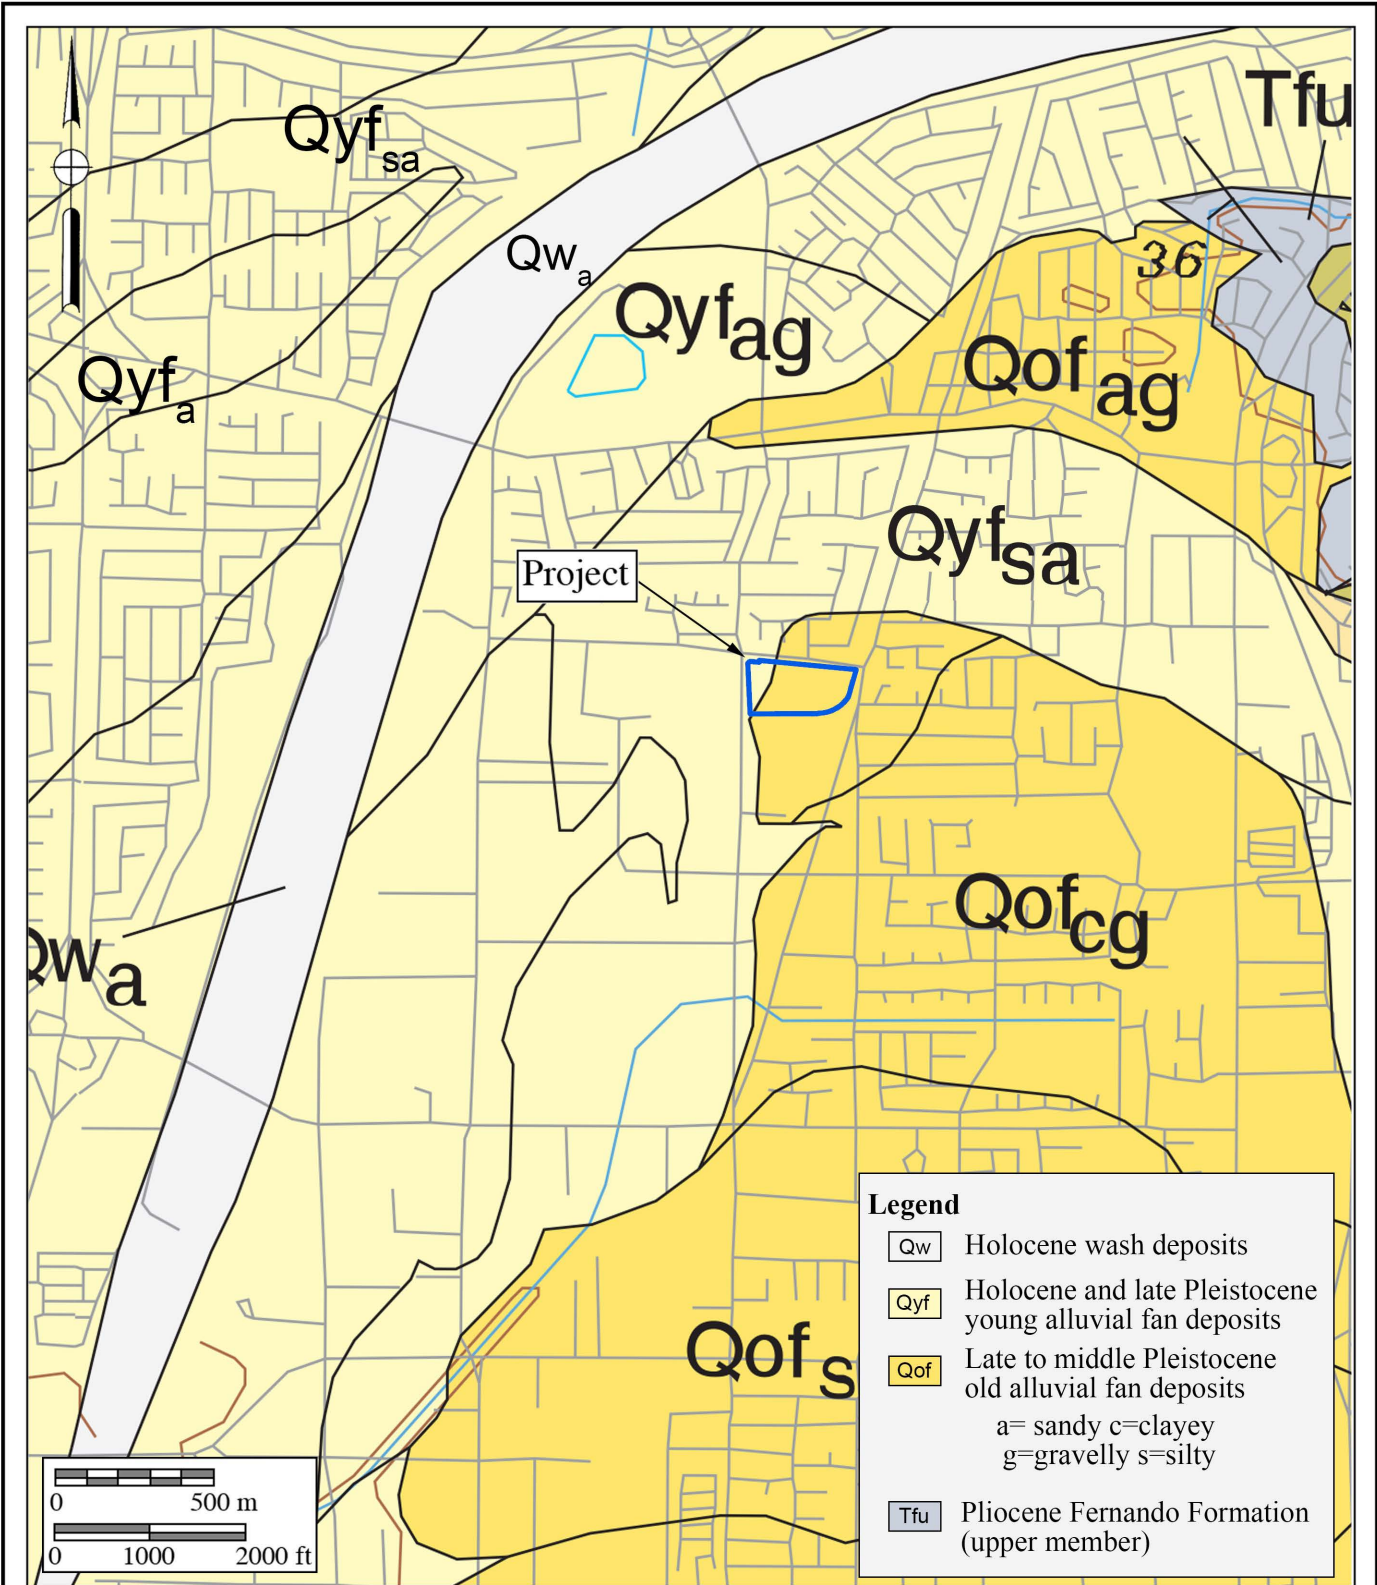 Tfu
Qyfsa
Qwa
36
Qyfag
Qofag
Qyfa
Qyfsa
Project
Qofcg
Qwa
Legend
Qw Holocene wash deposits
Qyf Holocene and late Pleistocene
young alluvial fan deposits
Qof Late to middle Pleistocene
old alluvial fan deposits
a= sandy c=clayey
g=gravelly s=silty
Tfu Pliocene Fernando Formation
(upper member)
Qofs
0 500 m
0 1000 2000 ft